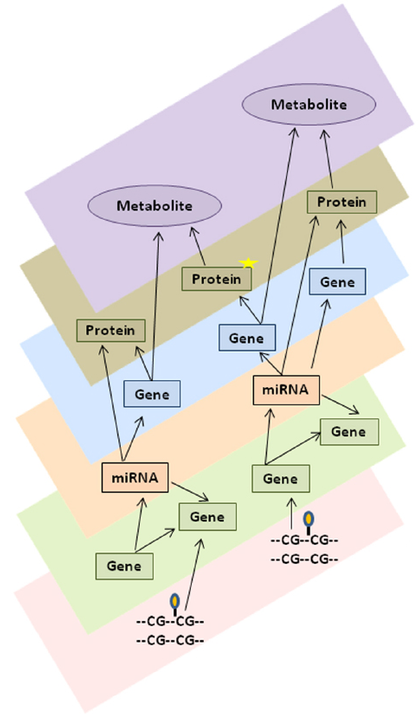 Metabolite
Metabolite
Protein
Protein
Gene
Protein
Gene
Gene
miRNA
Gene
miRNA
Gene
Gene
Gene
--CG--CG--
--CG--CG--
--CG--CG--
--CG--CG--